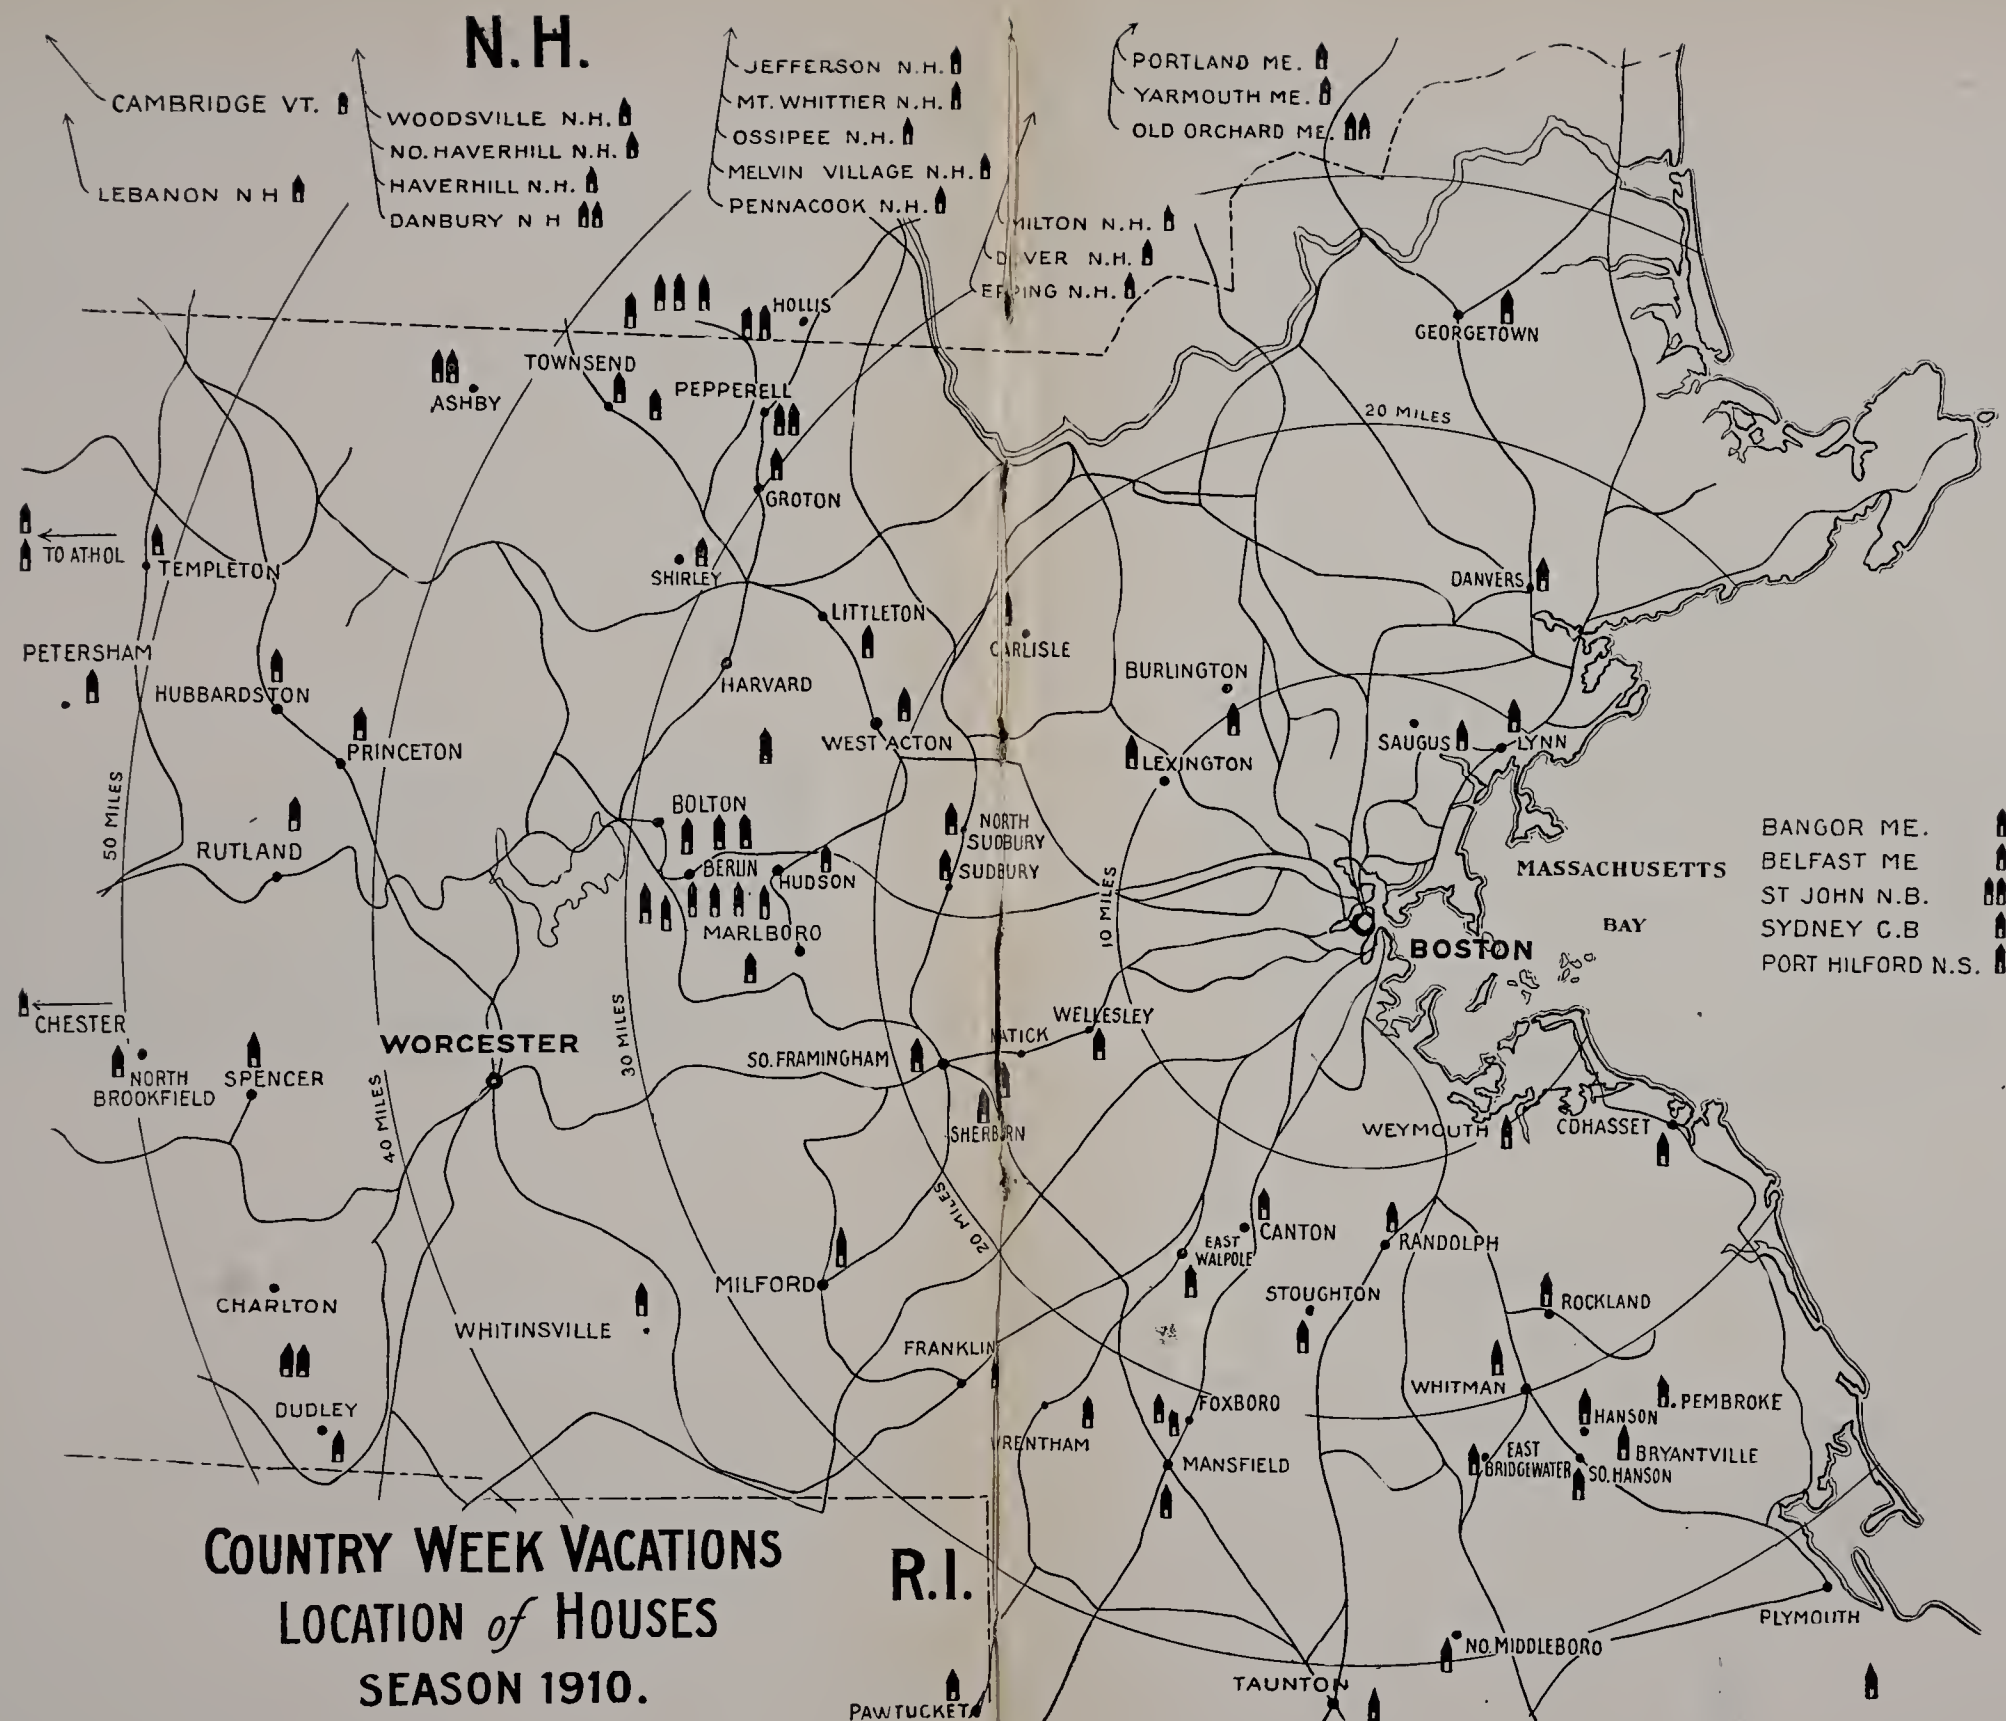 N.H.
CAMBRIDGE VT.
LEBANON N H
WOODSVILLE N.H.
NO. HAVERHILL N.H.
HAVERHILL N.H.
DANBURY N H
JEFFERSON N.H.
MT. WHITTIER N.H.
OSSIPEE N.H.
MELVIN VILLAGE N.H.
PENNACOOK N.H.
MILTON N.H.
DOVER N.H.
EPPING N.H.
PORTLAND ME.
YARMOUTH ME.
OLD ORCHARD ME.
HOLLIS
GEORGETOWN
TOWNSEND
PEPPERELL
ASHBY
20 MILES
GROTON
TO ATHOL
TEMPLETON
SHIRLEY
DANVERS
LITTLETON
PETERSHAM
CARLISLE
HUBBARDSTON
HARVARD
BURLINGTON
PRINCETON
WEST ACTON
SAUGUS
LYNN
LEXINGTON
50 MILES
BOLTON
NORTH
SUDBURY
RUTLAND
BERLIN
HUDSON
SUDBURY
10 MILES
MASSACHUSETTS
BAY
BANGOR ME.
BELFAST ME
ST JOHN N.B.
SYDNEY C.B
PORT HILFORD N.S.
MARLBORO
BOSTON
CHESTER
WORCESTER
30 MILES
SO. FRAMINGHAM
NATICK
WELLESLEY
NORTH
BROOKFIELD
SPENCER
40 MILES
SHERBORN
WEYMOUTH
COHASSET
20 MILES
CANTON
EAST
WALPOLE
RANDOLPH
MILFORD
STOUGHTON
CHARLTON
ROCKLAND
WHITINSVILLE
FRANKLIN
WHITMAN
FOXBORO
PEMBROKE
DUDLEY
HANSON
WRENTHAM
BRYANTVILLE
MANSFIELD
EAST
BRIDGEWATER
SO. HANSON
COUNTRY WEEK VACATIONS
LOCATION of HOUSES
SEASON 1910.
R.I.
PLYMOUTH
NO. MIDDLEBORO
TAUNTON
PAWTUCKET